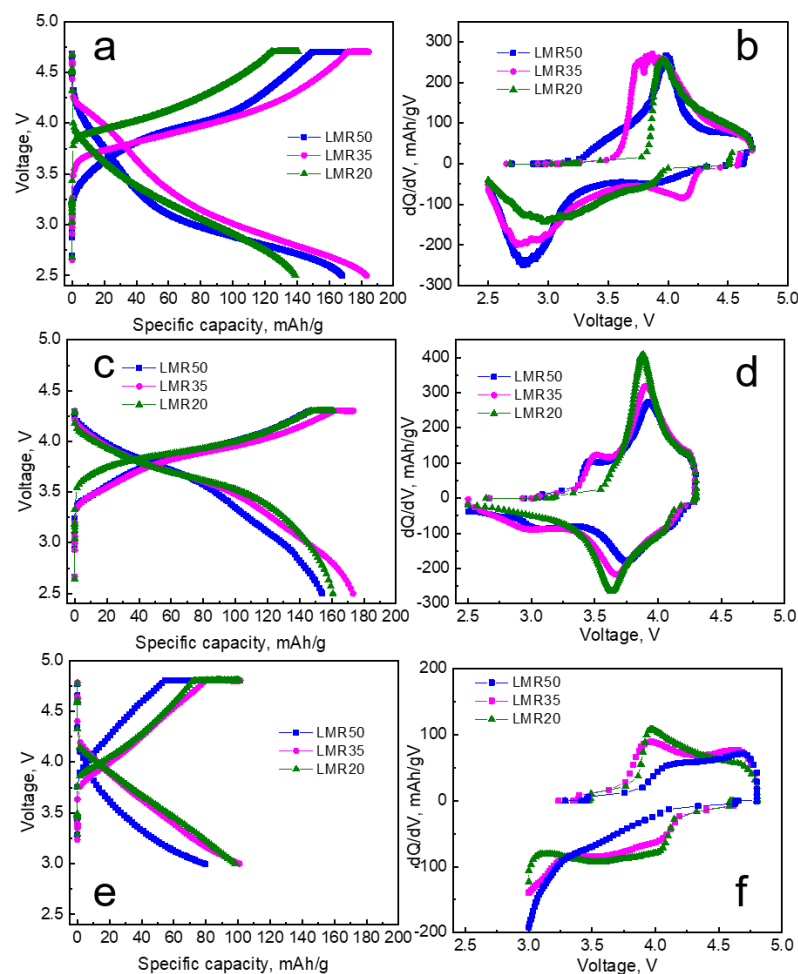 a
5.0
4.5
4.0
3.5
3.0
2.5
Voltage, V
LMR50
LMR35
LMR20
0 20 40 60 80 100 120 140 160 180 200
Specific capacity, mAh/g
b
300
200
100
0
-100
-200
-300
dQ/dV, mAh/gV
LMR50
LMR35
LMR20
2.5 3.0 3.5 4.0 4.5 5.0
Voltage, V
c
5.0
4.5
4.0
3.5
3.0
2.5
Voltage, V
LMR50
LMR35
LMR20
0 20 40 60 80 100 120 140 160 180 200
Specific capacity, mAh/g
d
400
300
200
100
0
-100
-200
-300
dQ/dV, mAh/gV
LMR50
LMR35
LMR20
2.5 3.0 3.5 4.0 4.5 5.0
Voltage, V
e
5.0
4.5
4.0
3.5
3.0
2.5
Voltage, V
LMR50
LMR35
LMR20
0 20 40 60 80 100 120 140 160 180 200
Specific capacity, mAh/g
f
200
100
0
-100
-200
dQ/dV, mAh/gV
LMR50
LMR35
LMR20
2.5 3.0 3.5 4.0 4.5 5.0
Voltage, V